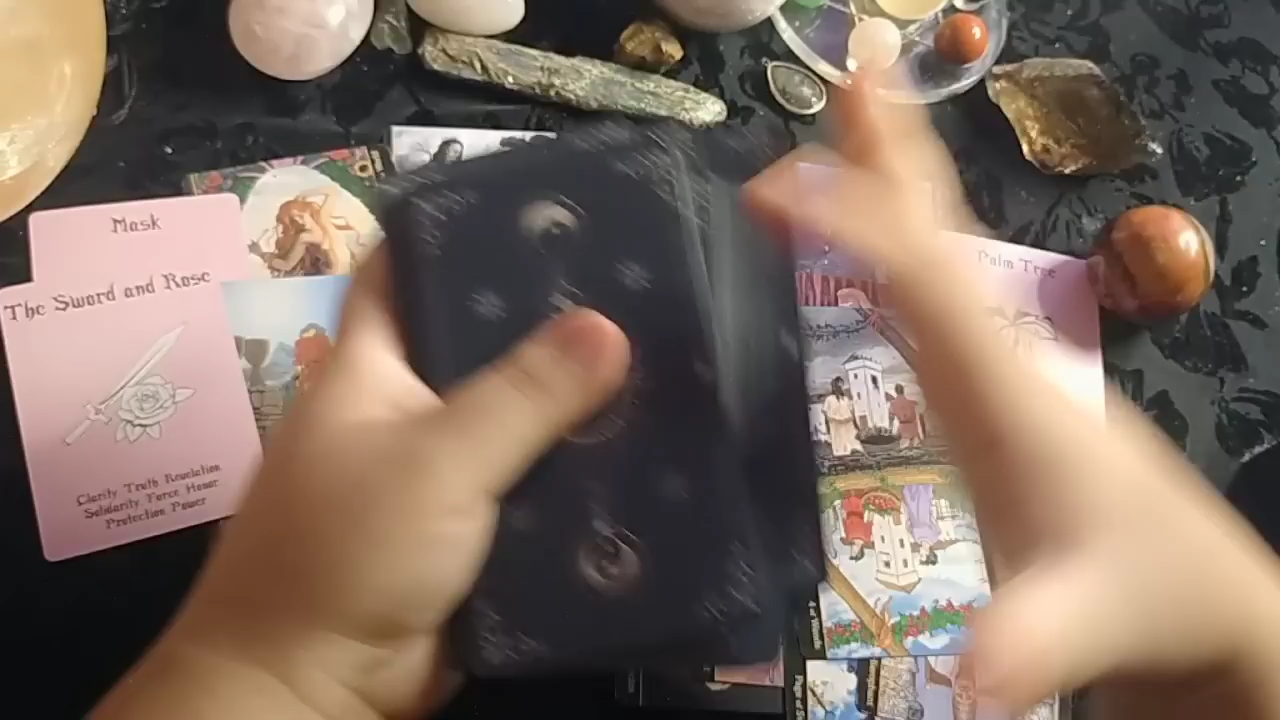 Mask
The Sword and Rose
Clarity Truth Revelation
Solidarity Force Honor
Protection Power
Palm Tree